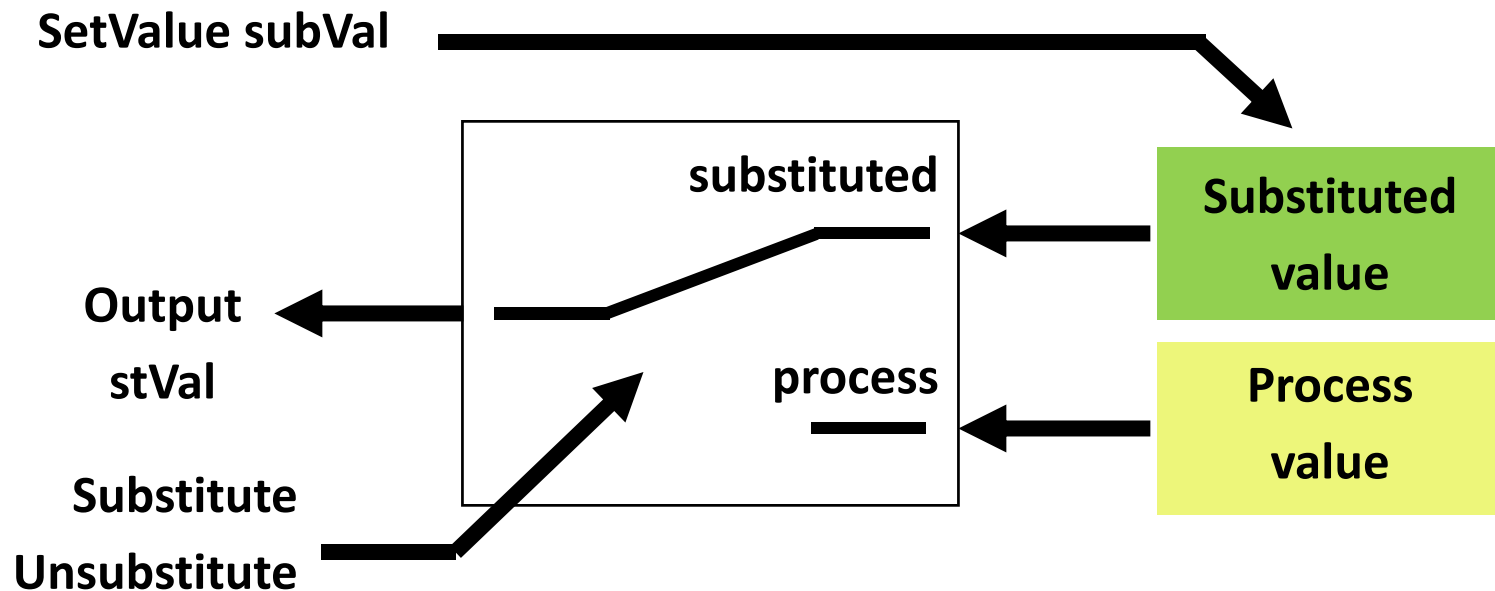 SetValue subVal
substituted
Substituted
value
Output
stVal
process
Process
value
Substitute
Unsubstitute